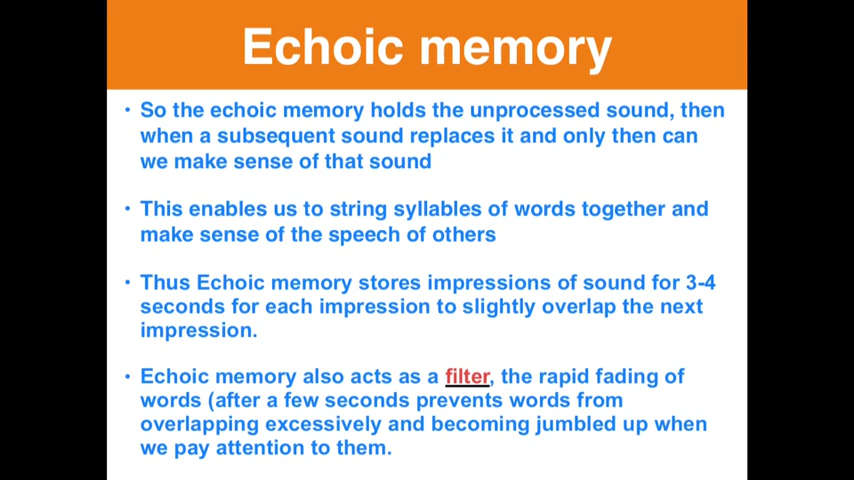 Echoic memory
• So the echoic memory holds the unprocessed sound, then
when a subsequent sound replaces it and only then can
we make sense of that sound
• This enables us to string syllables of words together and
make sense of the speech of others
• Thus Echoic memory stores impressions of sound for 3-4
seconds for each impression to slightly overlap the next
impression.
• Echoic memory also acts as a filter, the rapid fading of
words (after a few seconds prevents words from
overlapping excessively and becoming jumbled up when
we pay attention to them.